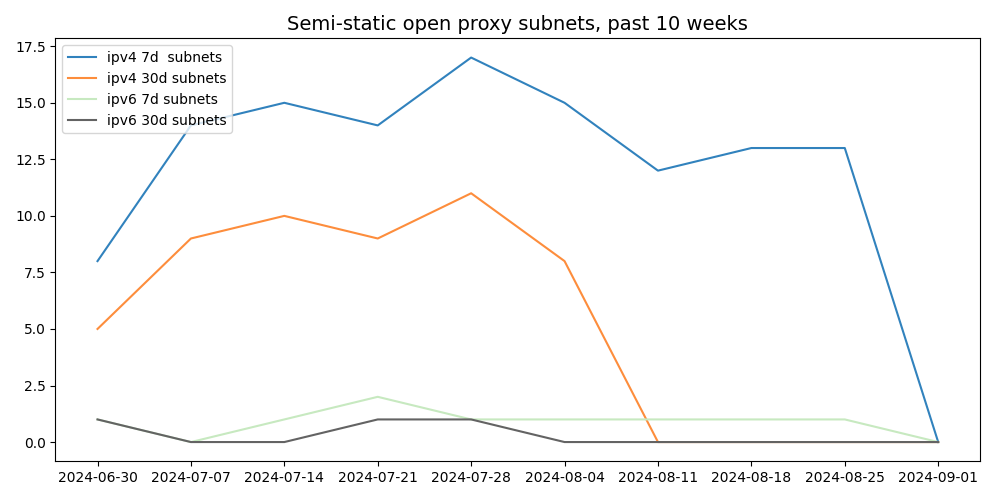 Semi-static open proxy subnets, past 10 weeks
17.5
15.0
12.5
10.0
7.5
5.0
2.5
0.0
ipv4 7d  subnets
ipv4 30d subnets
ipv6 7d subnets
ipv6 30d subnets
2024-06-30 2024-07-07 2024-07-14 2024-07-21 2024-07-28 2024-08-04 2024-08-11 2024-08-18 2024-08-25 2024-09-01